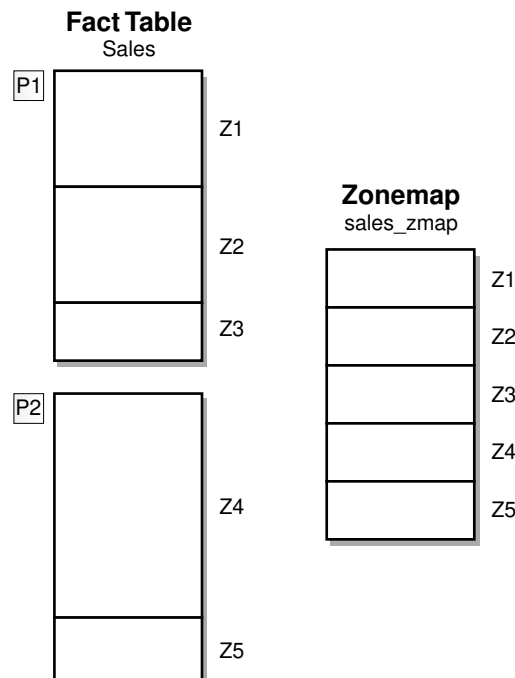 Fact Table
Sales
P1
Z1
Z2
Z3
P2
Z4
Z5
Zonemap
sales_zmap
Z1
Z2
Z3
Z4
Z5